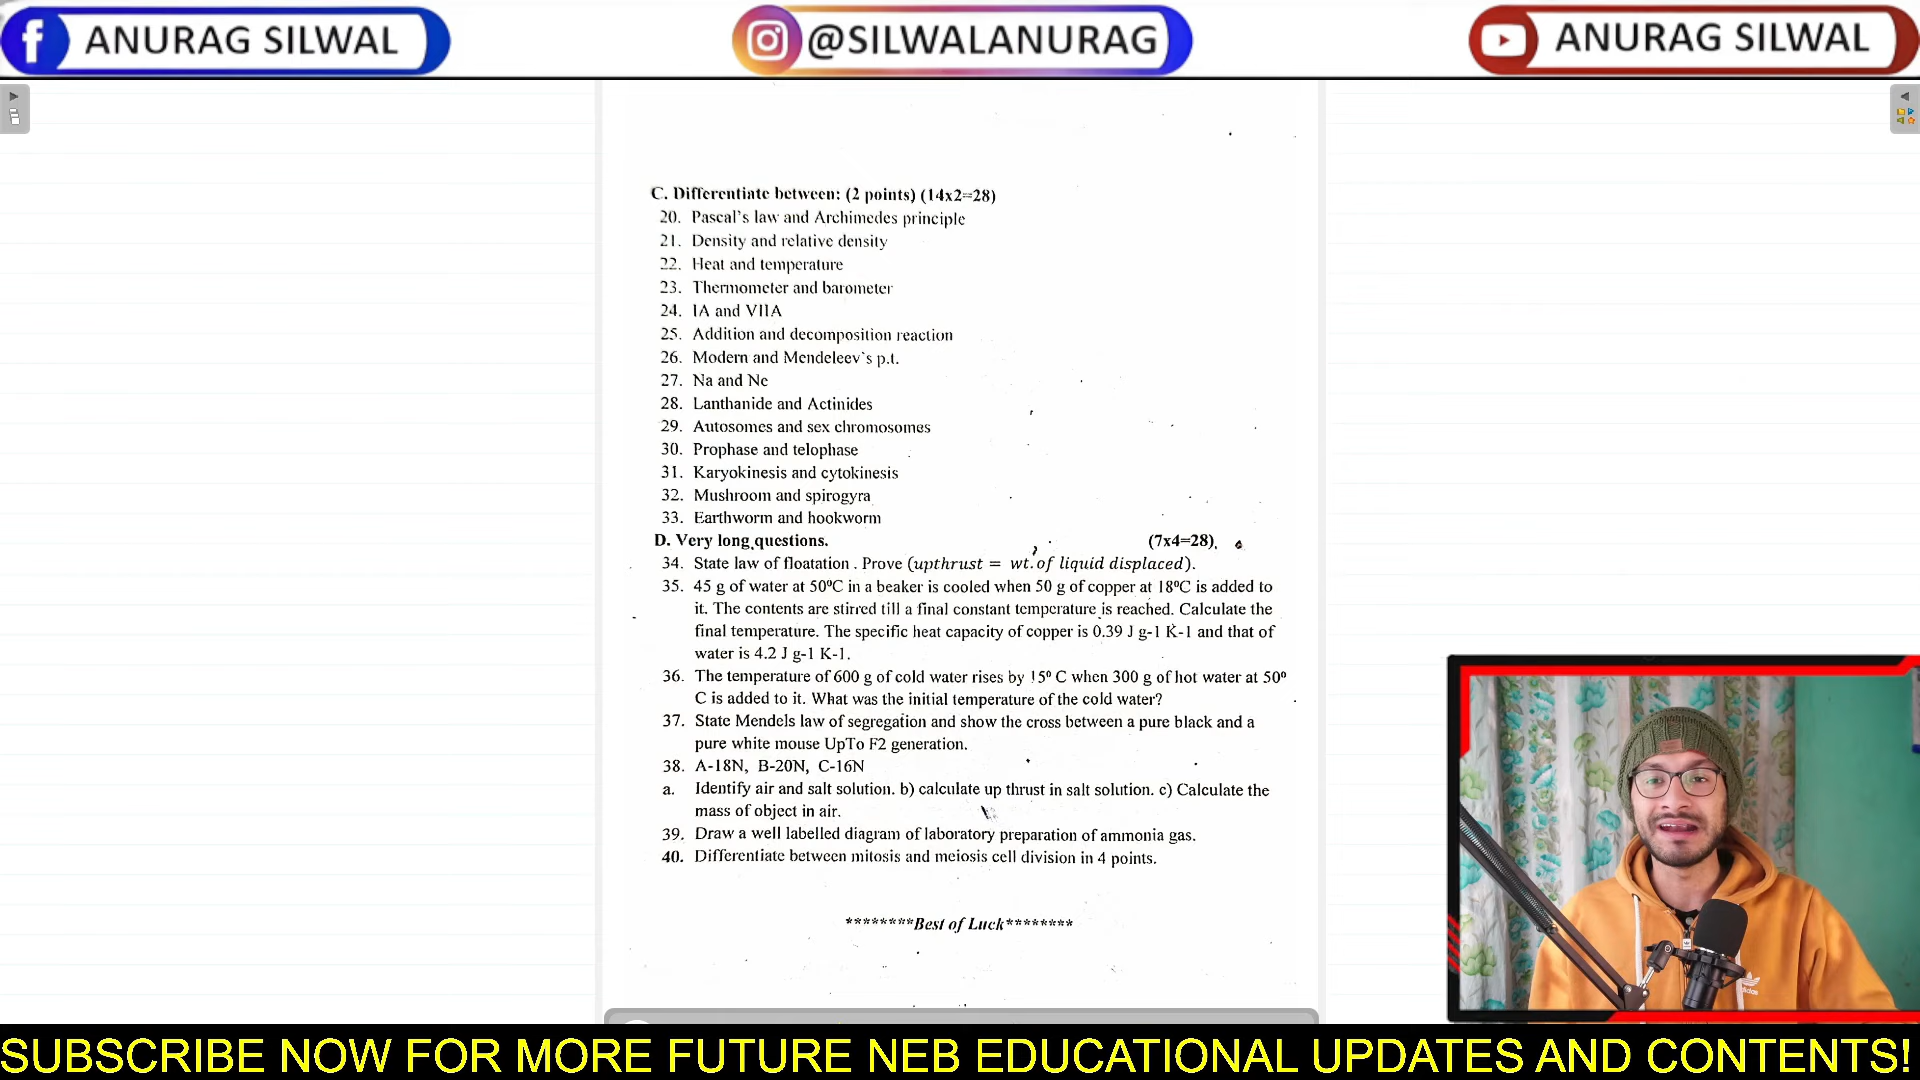 ANURAG SILWAL
@SILWALANURAG
ANURAG SILWAL
C. Differentiate between: (2 points) (14x2=28)
20. Pascal's law and Archimedes principle
21. Density and relative density
22. Heat and temperature
23. Thermometer and barometer
24. IA and VIIA
25. Addition and decomposition reaction
26. Modern and Mendeleev's p.t.
27. Na and Ne
28. Lanthanide and Actinides
29. Autosomes and sex chromosomes
30. Prophase and telophase
31. Karyokinesis and cytokinesis
32. Mushroom and spirogyra
33. Earthworm and hookworm
D. Very long questions. (7x4=28)
34. State law of floatation . Prove (upthrust = wt. of liquid displaced).
35. 45 g of water at 50⁰C in a beaker is cooled when 50 g of copper at 18⁰C is added to
it. The contents are stirred till a final constant temperature is reached. Calculate the
final temperature. The specific heat capacity of copper is 0.39 J g-1 K-1 and that of
water is 4.2 J g-1 K-1.
36. The temperature of 600 g of cold water rises by 15⁰ C when 300 g of hot water at 50⁰
C is added to it. What was the initial temperature of the cold water?
37. State Mendels law of segregation and show the cross between a pure black and a
pure white mouse UpTo F2 generation.
38. A-18N, B-20N, C-16N
a. Identify air and salt solution. b) calculate up thrust in salt solution. c) Calculate the
mass of object in air.
39. Draw a well labelled diagram of laboratory preparation of ammonia gas.
40. Differentiate between mitosis and meiosis cell division in 4 points.
********Best of Luck********
SUBSCRIBE NOW FOR MORE FUTURE NEB EDUCATIONAL UPDATES AND CONTENTS!